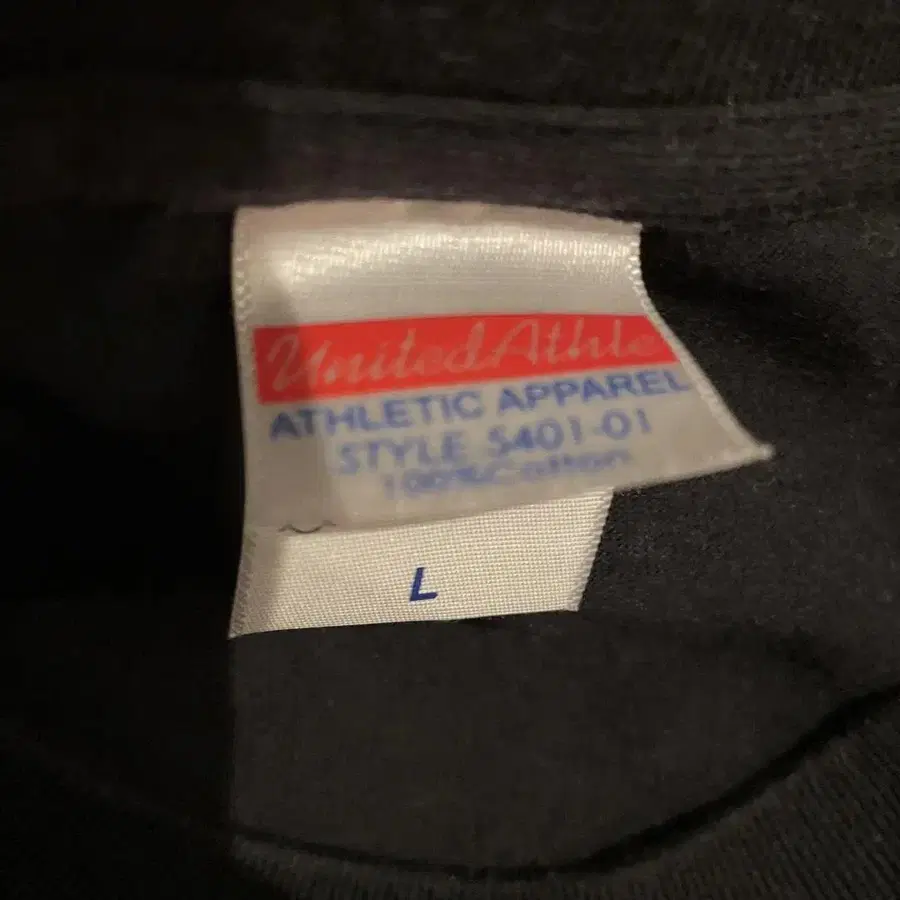 United Athle
ATHLETIC APPAREL
STYLE 5401-01
100%Cotton
L